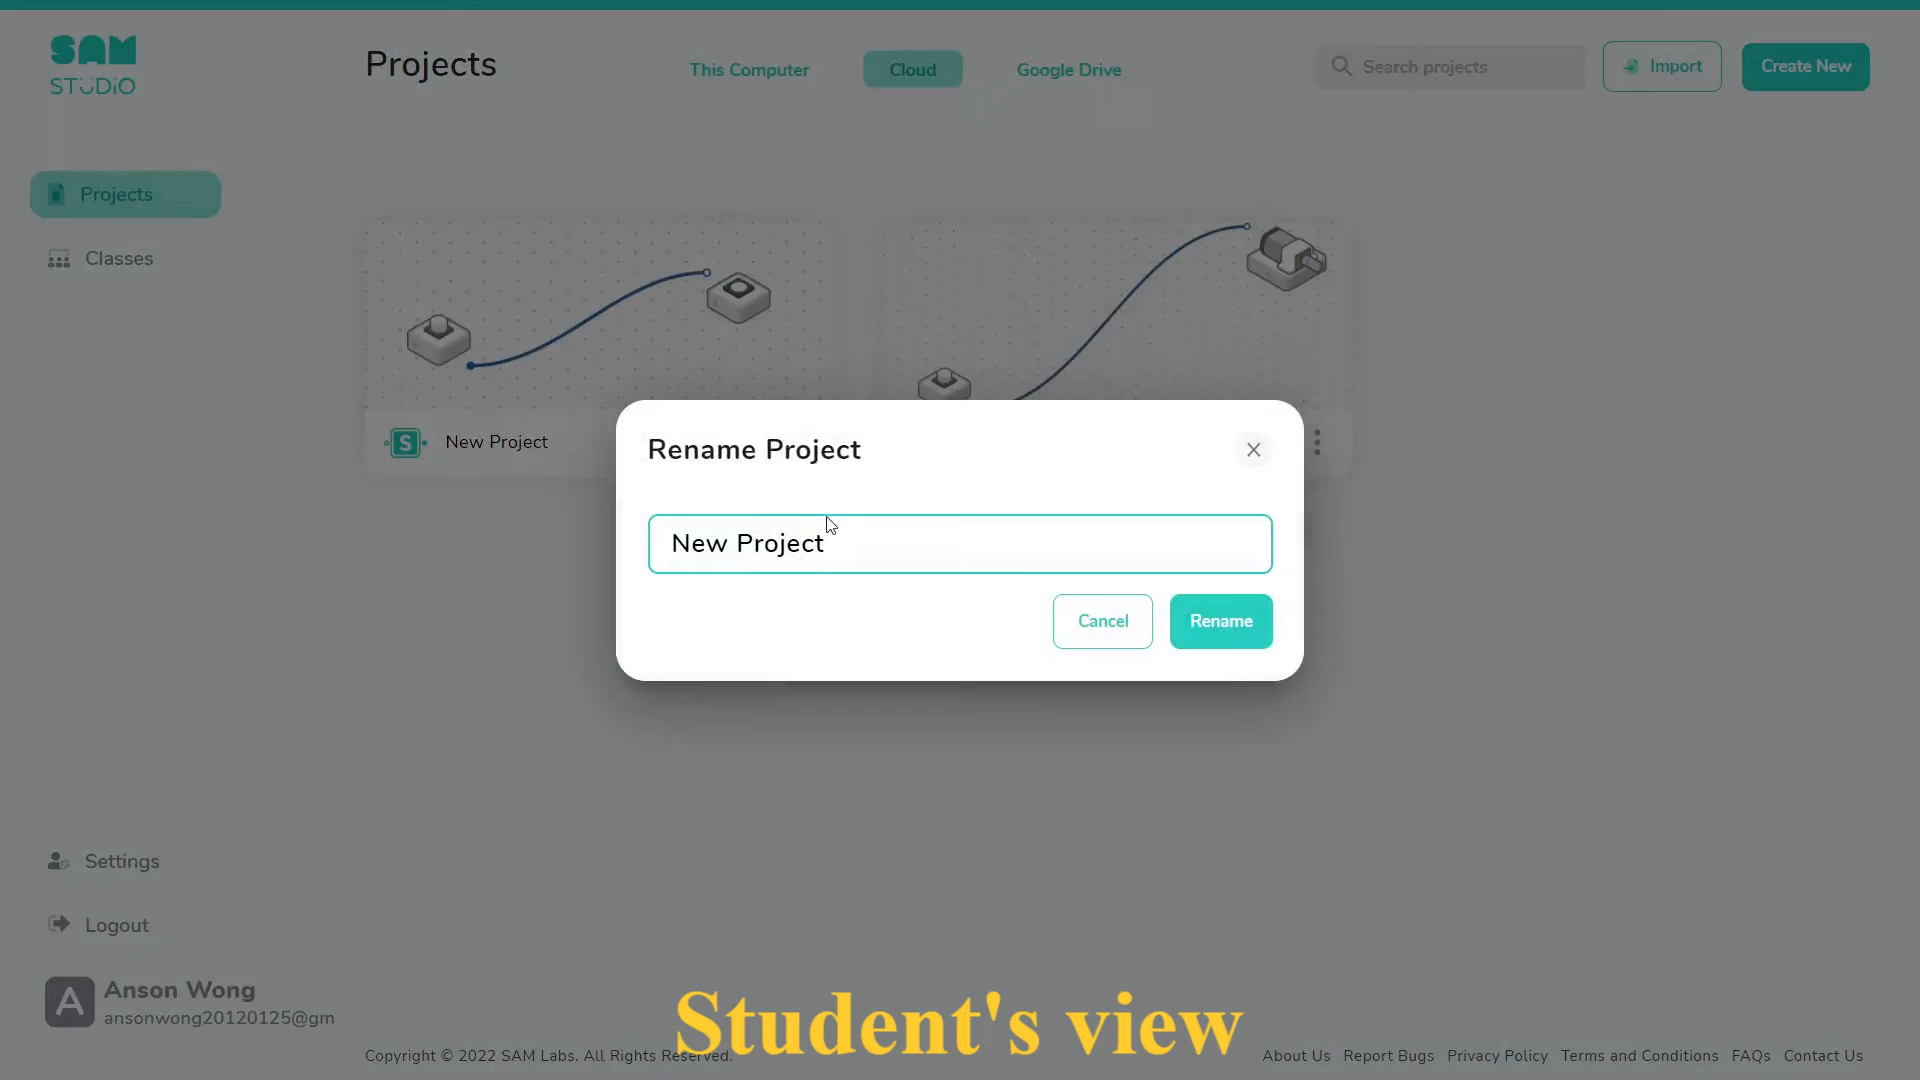 SAM
STUDIO
Projects
This Computer
Cloud
Google Drive
Search projects
Import
Create New
Projects
Classes
S
New Project
Rename Project
New Project
Cancel
Rename
Settings
Logout
A
Anson Wong
ansonwong20120125@gm
Student's view
Copyright © 2022 SAM Labs. All Rights Reserved.
About Us Report Bugs Privacy Policy Terms and Conditions FAQs Contact Us